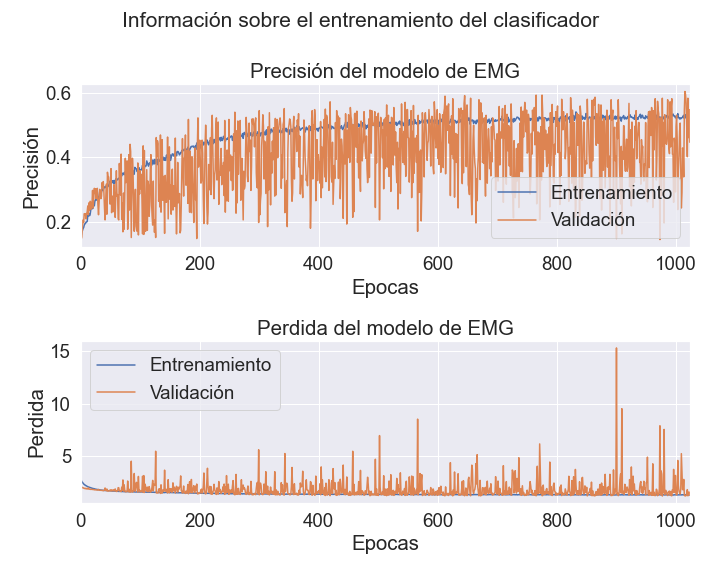 Información sobre el entrenamiento del clasificador
Precisión del modelo de EMG
0.6
0.4
0.2
Precisión
Entrenamiento
Validación
0 200 400 600 800 1000
Epocas
Perdida del modelo de EMG
15
10
5
Perdida
Entrenamiento
Validación
0 200 400 600 800 1000
Epocas